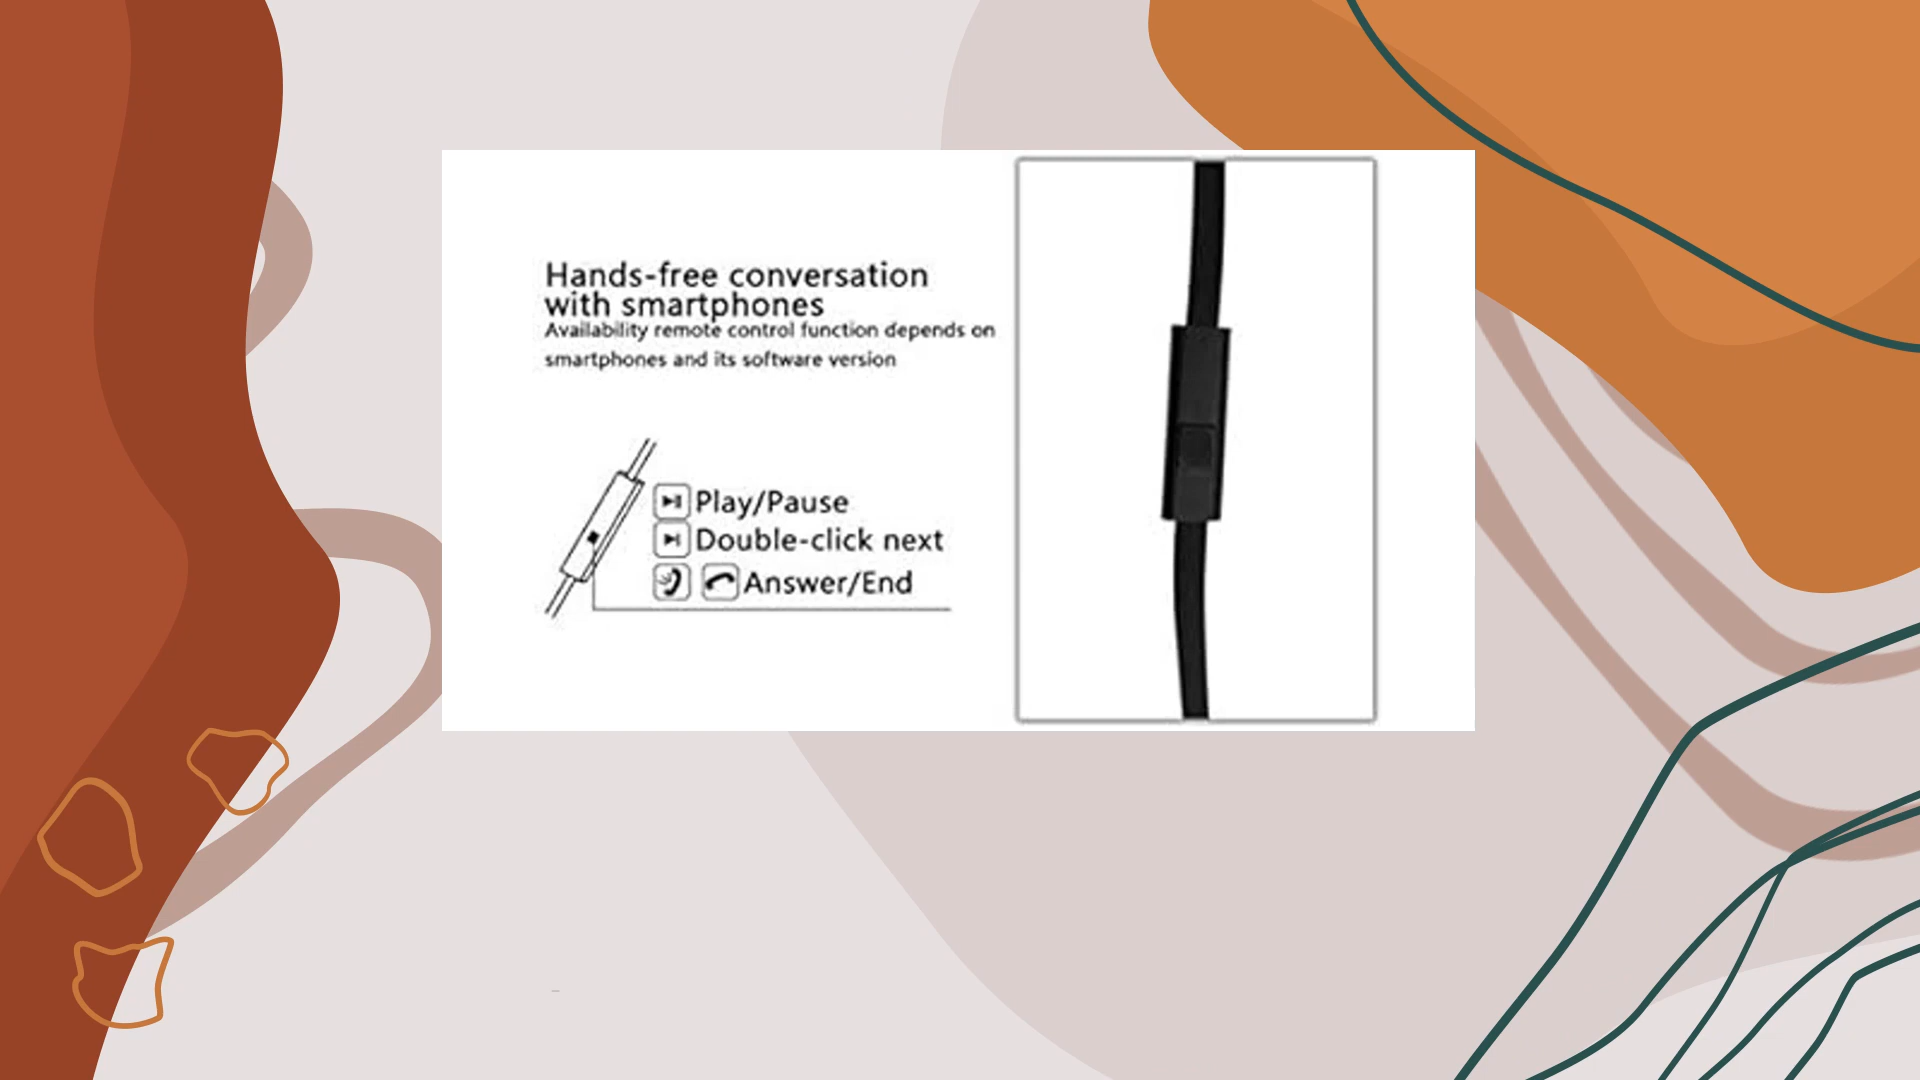 Hands-free conversation
with smartphones
Availability remote control function depends on
smartphones and its software version
Play/Pause
Double-click next
Answer/End